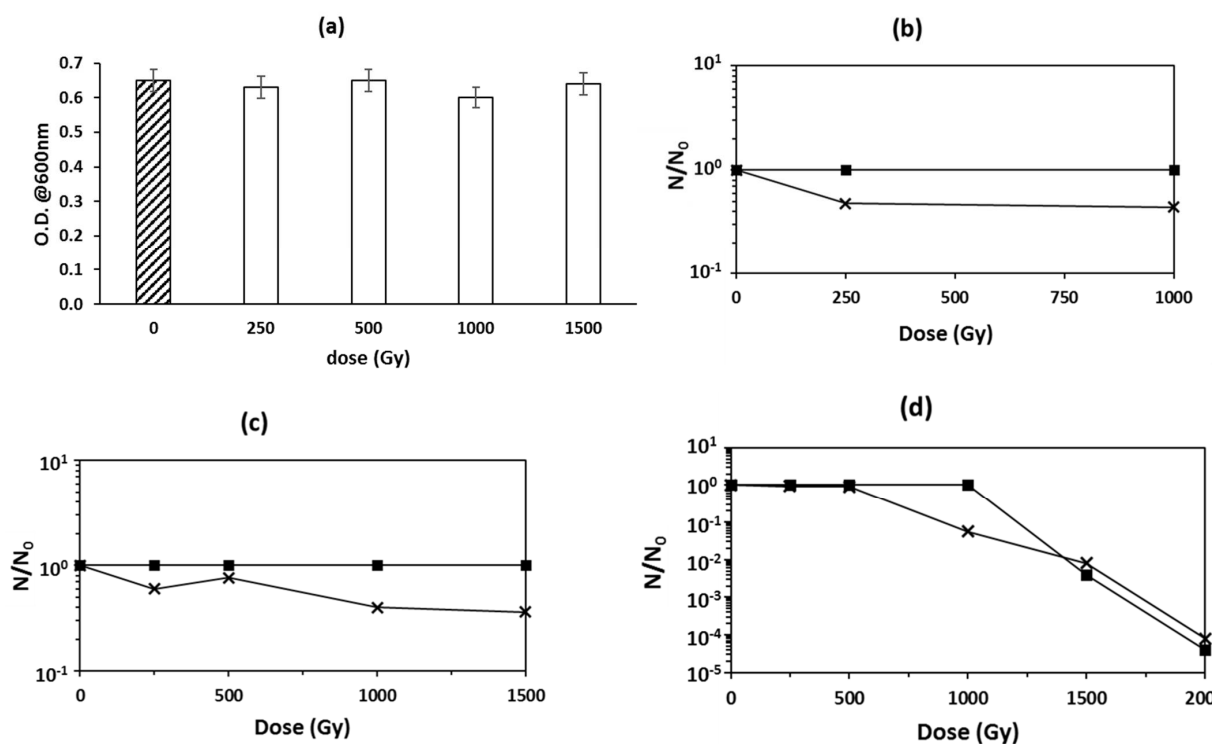 (a)
O.D. @600nm
0.7
0.6
0.5
0.4
0.3
0.2
0.1
0.0
0 250 500 1000 1500
dose (Gy)
(b)
N/N0
10^1
10^0
10^-1
0 250 500 750 1000
Dose (Gy)
(c)
N/N0
10^1
10^0
10^-1
0 500 1000 1500
Dose (Gy)
(d)
N/N0
10^1
10^0
10^-1
10^-2
10^-3
10^-4
10^-5
0 500 1000 1500 200
Dose (Gy)